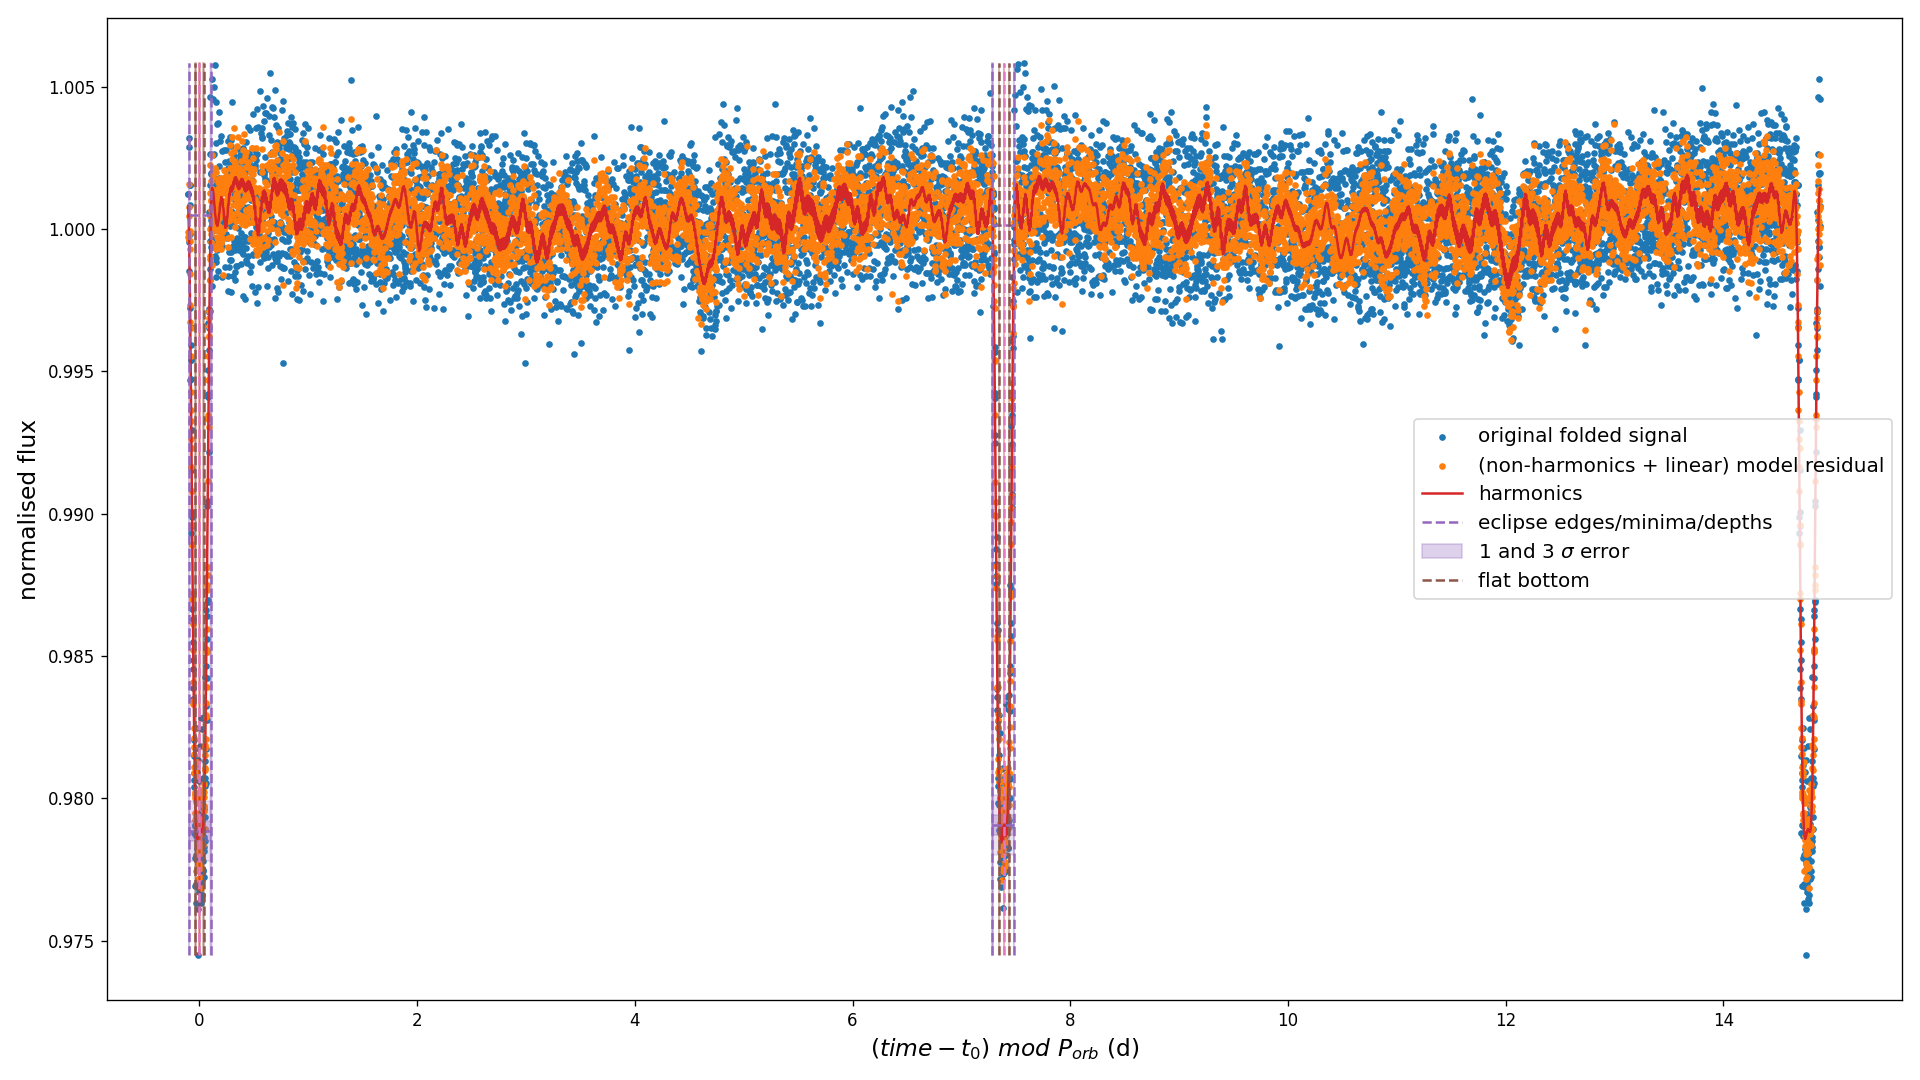 1.005
1.000
0.995
0.990
0.985
0.980
0.975
normalised flux
original folded signal
(non-harmonics + linear) model residual
harmonics
eclipse edges/minima/depths
1 and 3 σ error
flat bottom
0 2 4 6 8 10 12 14
(time − t₀) mod P_orb (d)